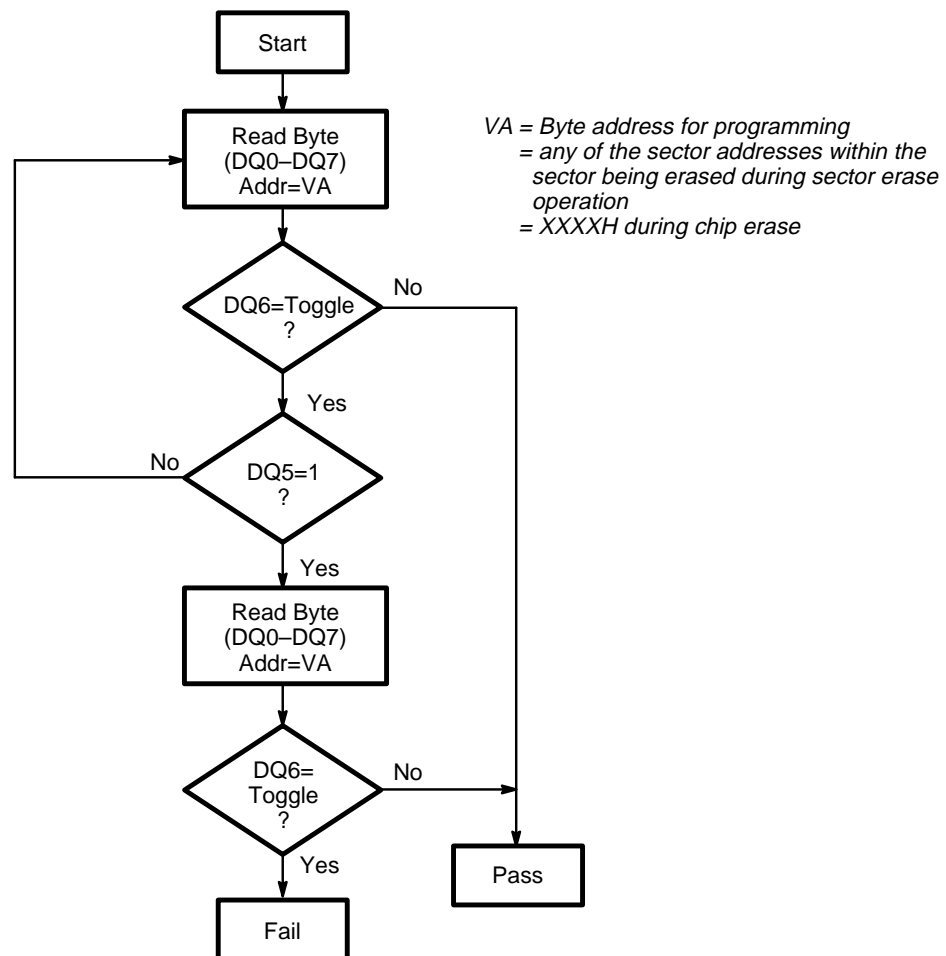 Start
Read Byte
(DQ0–DQ7)
Addr=VA
VA = Byte address for programming
= any of the sector addresses within the
sector being erased during sector erase
operation
= XXXXH during chip erase
DQ6=Toggle
?
No
Yes
No
DQ5=1
?
Yes
Read Byte
(DQ0–DQ7)
Addr=VA
DQ6=
Toggle
?
No
Yes
Pass
Fail